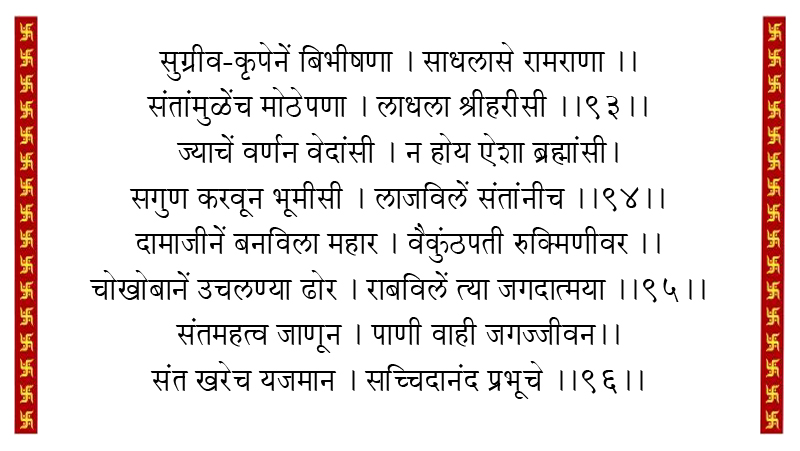 सुग्रीव-कृपेनें बिभीषणा । साधलासे रामराणा ।।
संतांमुळेंच मोठेपणा । लाधला श्रीहरीसी ।।९३।।
ज्याचें वर्णन वेदांसी । न होय ऐशा ब्रह्मांसी।
सगुण करवून भूमीसी । लाजविलें संतांनीच ।।९४।।
दामाजीनें बनविला महार । वैकुंठपती रुक्मिणीवर ।।
चोखोबानें उचलण्या ढोर । राबविलें त्या जगदात्मया ।।९५।।
संतमहत्व जाणून । पाणी वाही जगज्जीवन।।
संत खरेच यजमान । सच्चिदानंद प्रभूचे ।।९६।।